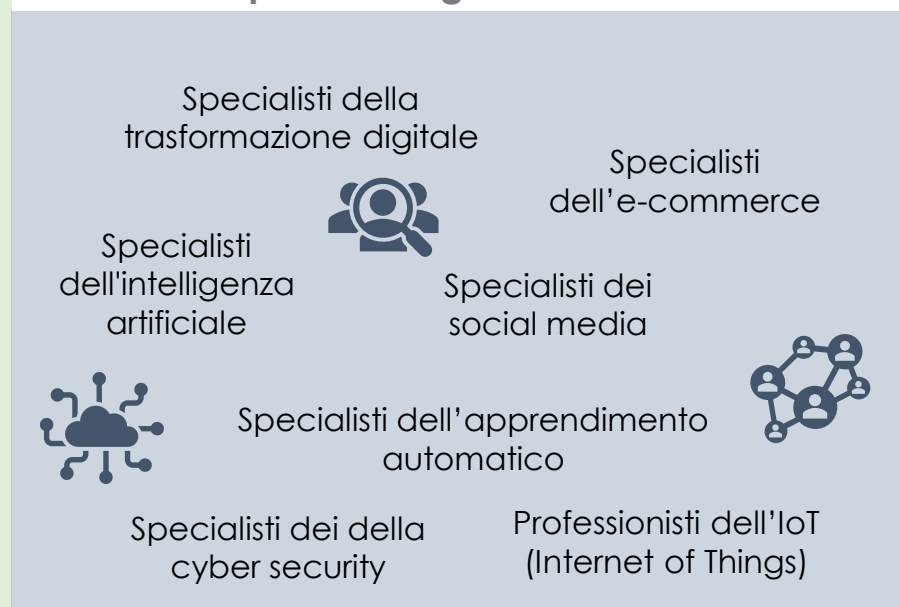 Specialisti della
trasformazione digitale
Specialisti
dell’e-commerce
Specialisti
dell'intelligenza
artificiale
Specialisti dei
social media
Specialisti dell’apprendimento
automatico
Specialisti dei della
cyber security
Professionisti dell’IoT
(Internet of Things)